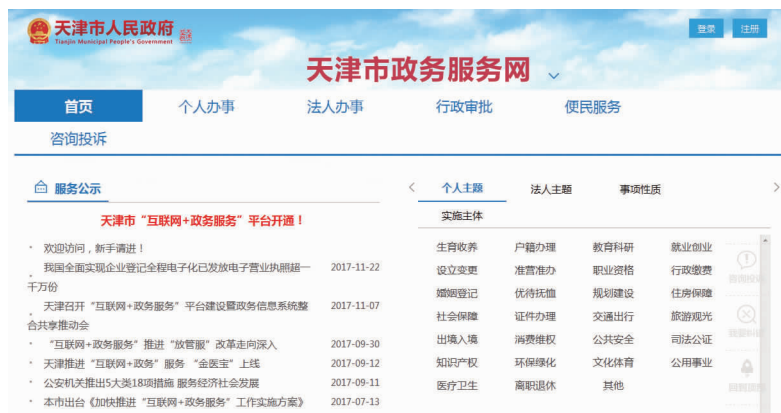 天津市人民政府
Tianjin Municipal People's Government
登录 注册
天津市政务服务网
首页 个人办事 法人办事 行政审批 便民服务
咨询投诉
服务公示
天津市“互联网+政务服务”平台开通！
欢迎访问，新手请进！
我国全面实现企业登记全程电子化已发放电子营业执照超一 2017-11-22
千万份
天津召开“互联网+政务服务”平台建设暨政务信息系统整 2017-11-07
合共享推动会
“互联网+政务服务”推进“放管服”改革走向深入 2017-09-30
天津推进“互联网+政务”服务 “金医宝”上线 2017-09-12
公安机关推出5大类18项措施 服务经济社会发展 2017-09-11
本市出台《加快推进“互联网+政务服务”工作实施方案》 2017-07-13
个人主题 法人主题 事项性质
实施主体
生育收养 户籍办理 教育科研 就业创业
设立变更 准营准办 职业资格 行政缴费
婚姻登记 优待抚恤 规划建设 住房保障
社会保障 证件办理 交通出行 旅游观光
出境入境 消费维权 公共安全 司法公证
知识产权 环保绿化 文化体育 公用事业
医疗卫生 离职退休 其他
咨询投诉
我要纠错
回到顶部